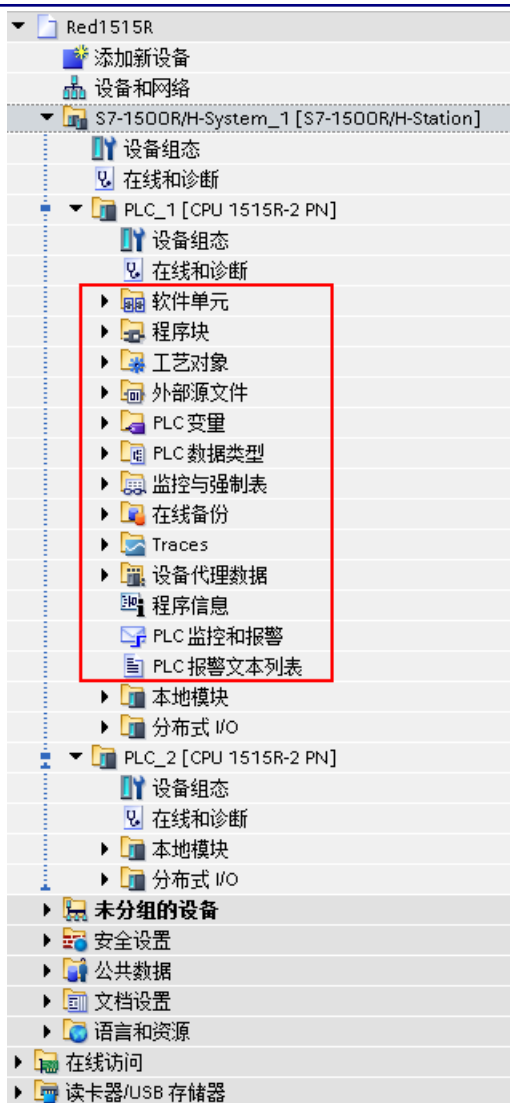 Red1515R
添加新设备
设备和网络
S7-1500R/H-System_1 [S7-1500R/H-Station]
设备组态
在线和诊断
PLC_1 [CPU 1515R-2 PN]
设备组态
在线和诊断
软件单元
程序块
工艺对象
外部源文件
PLC 变量
PLC 数据类型
监控与强制表
在线备份
Traces
设备代理数据
程序信息
PLC 监控和报警
PLC 报警文本列表
本地模块
分布式 I/O
PLC_2 [CPU 1515R-2 PN]
设备组态
在线和诊断
本地模块
分布式 I/O
未分组的设备
安全设置
公共数据
文档设置
语言和资源
在线访问
读卡器/USB 存储器